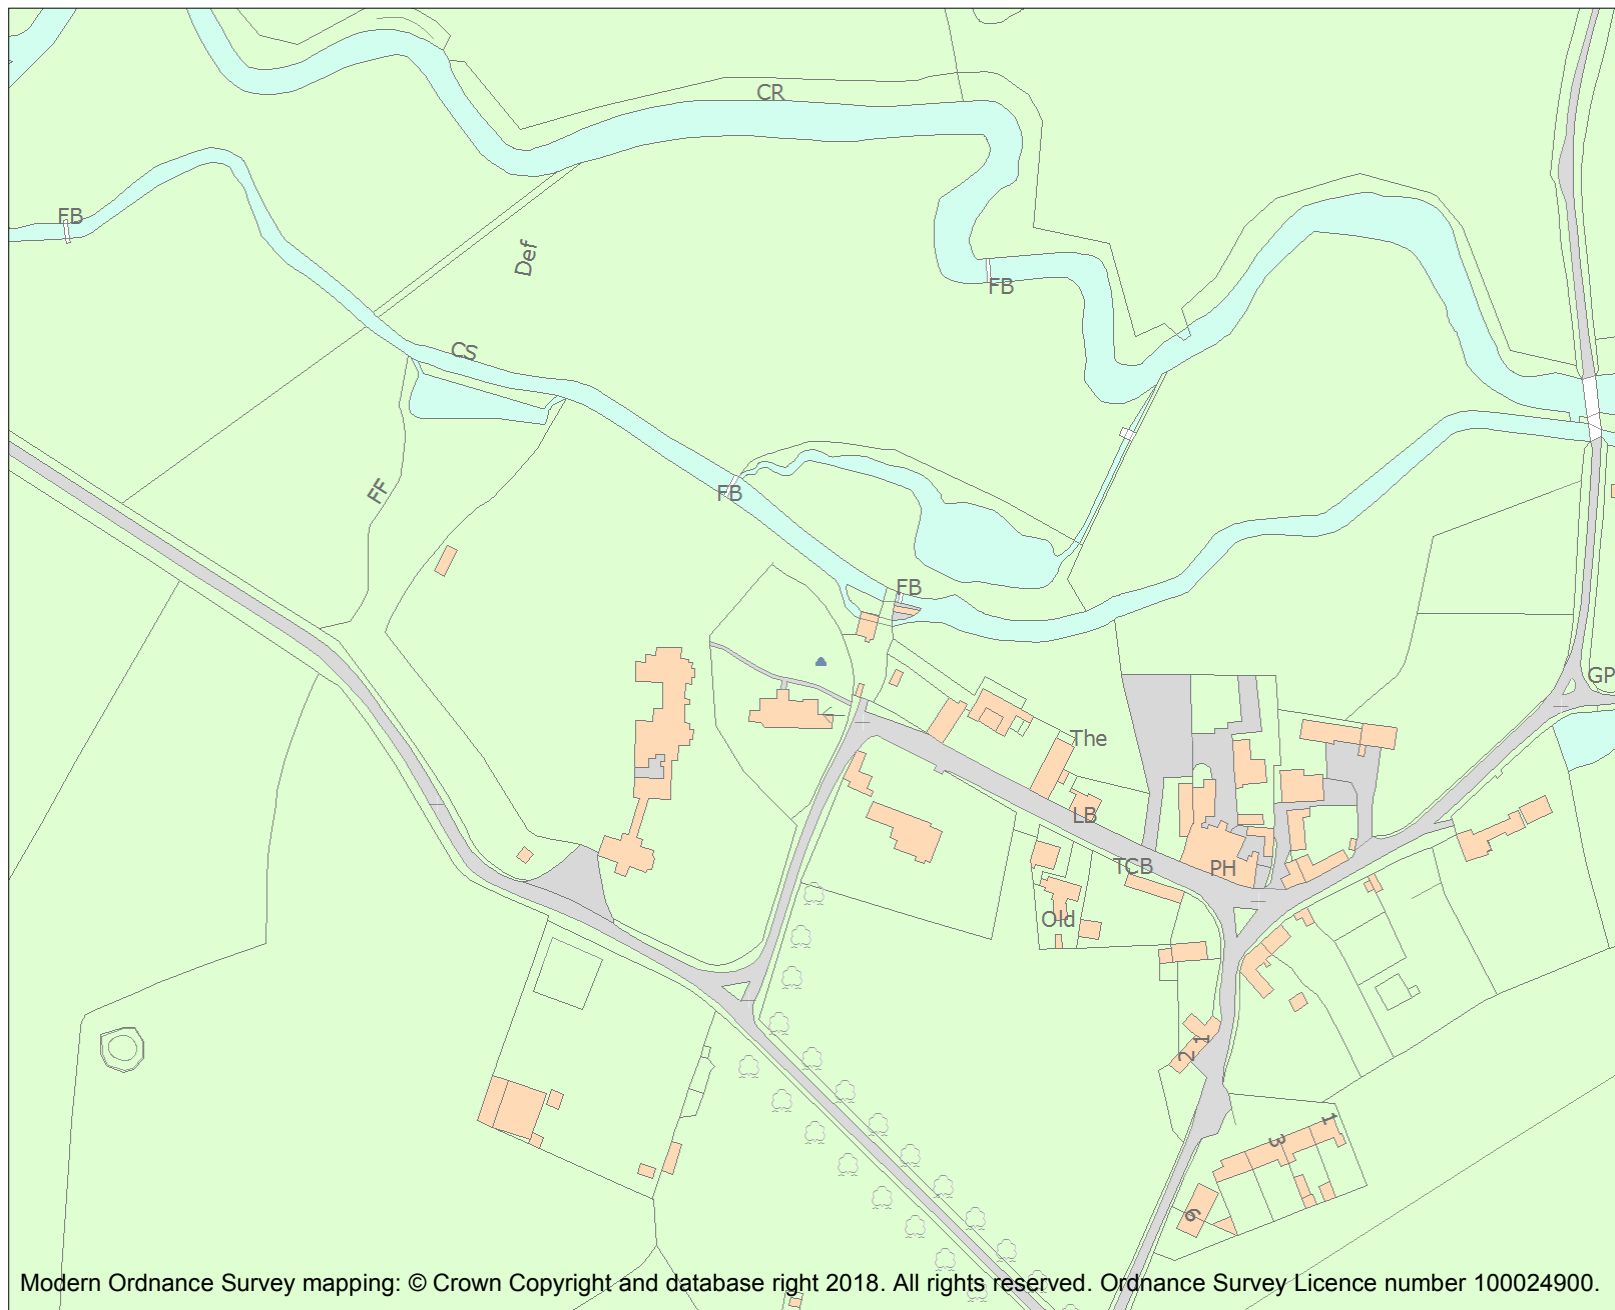 CR
FB
Def
FB
CS
FF
FB
FB
GP
The
LB
TCB
PH
Old
1
2
1
3
6
Modern Ordnance Survey mapping: © Crown Copyright and database right 2018. All rights reserved. Ordnance Survey Licence number 100024900.